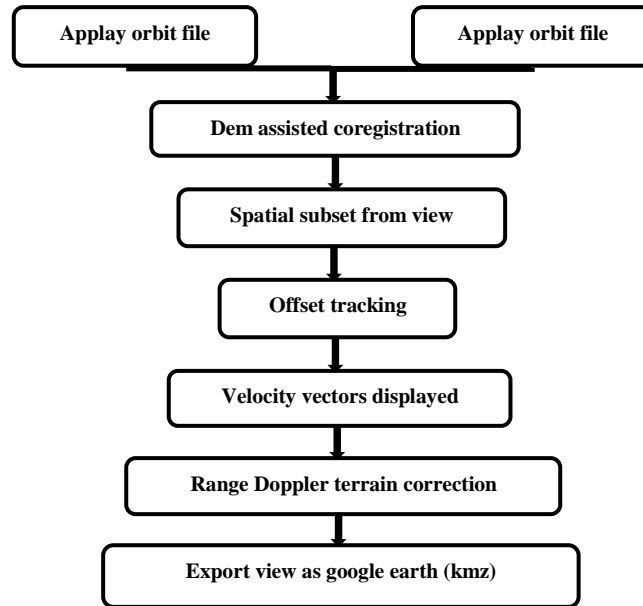 Applay orbit file
Applay orbit file
Dem assisted coregistration
Spatial subset from view
Offset tracking
Velocity vectors displayed
Range Doppler terrain correction
Export view as google earth (kmz)